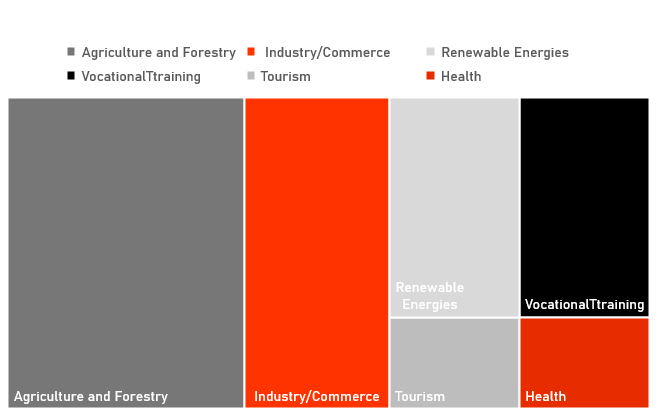 Agriculture and Forestry Industry/Commerce Renewable Energies
VocationalTtraining Tourism Health
Renewable
Energies
VocationalTtraining
Agriculture and Forestry Industry/Commerce Tourism Health